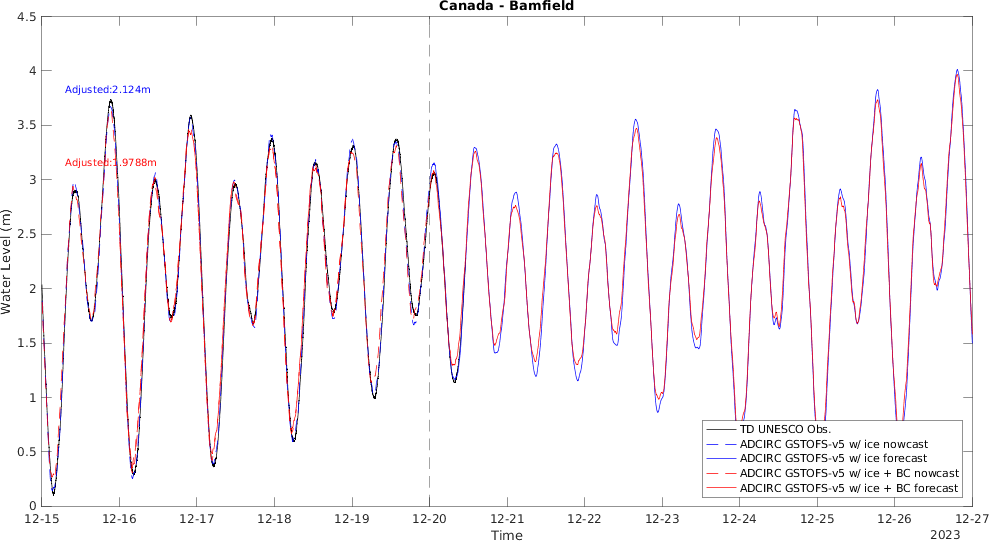 Canada - Bamfield
4.5
4
3.5
3
2.5
2
1.5
1
0.5
0
Water Level (m)
Adjusted:2.124m
Adjusted:1.9788m
TD UNESCO Obs.
ADCIRC GSTOFS-v5 w/ ice nowcast
ADCIRC GSTOFS-v5 w/ ice forecast
ADCIRC GSTOFS-v5 w/ ice + BC nowcast
ADCIRC GSTOFS-v5 w/ ice + BC forecast
12-15 12-16 12-17 12-18 12-19 12-20 12-21 12-22 12-23 12-24 12-25 12-26 12-27
Time
2023